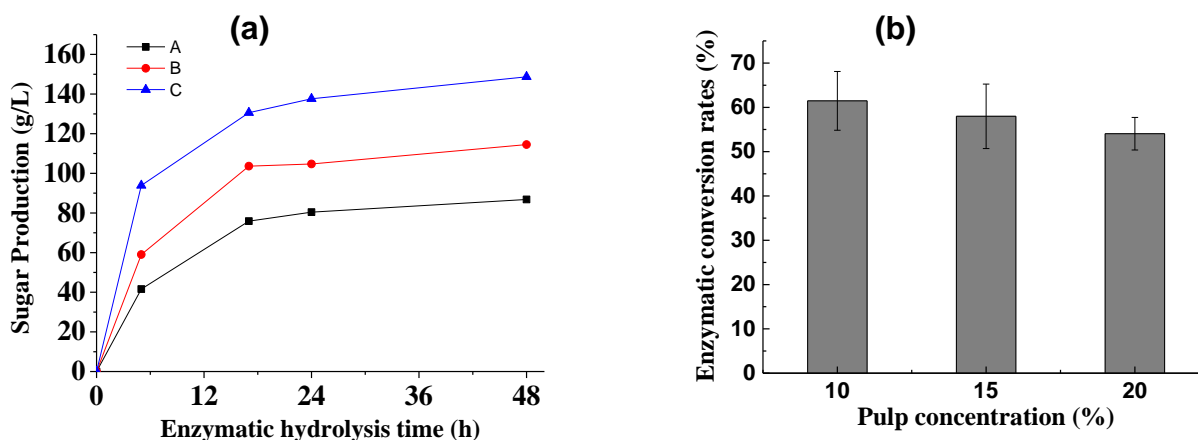 (a)
A
B
C
Sugar Production (g/L)
160
140
120
100
80
60
40
20
0
0 12 24 36 48
Enzymatic hydrolysis time (h)
(b)
Enzymatic conversion rates (%)
70
60
50
40
30
20
10
0
10 15 20
Pulp concentration (%)